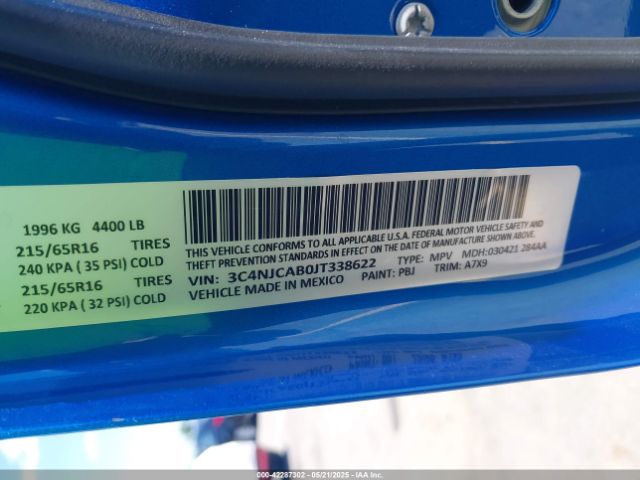 1996 KG 4400 LB
215/65R16 TIRES
240 KPA ( 35 PSI) COLD
215/65R16 TIRES
220 KPA ( 32 PSI) COLD
THIS VEHICLE CONFORMS TO ALL APPLICABLE U.S.A. FEDERAL MOTOR VEHICLE SAFETY AND
THEFT PREVENTION STANDARDS IN EFFECT ON THE DATE OF MANUFACTURE SHOWN ABOVE.
VIN: 3C4NJCAB0JT338622 TYPE: MPV MDH:030421 284AA
VEHICLE MADE IN MEXICO PAINT: PBJ TRIM: A7X9
000-42287302 - 05/21/2025 - IAAI.COM